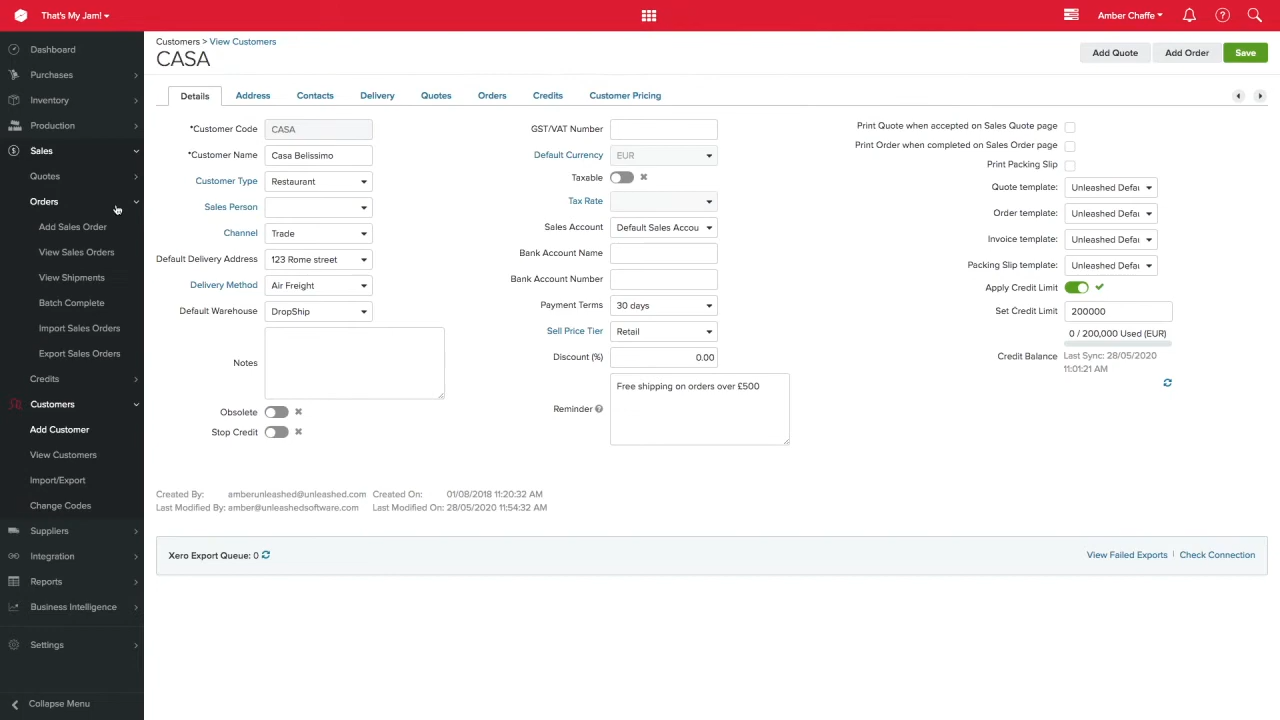 That's My Jam!
Amber Chaffe
Dashboard
Purchases
Inventory
Production
Sales
Quotes
Orders
Add Sales Order
View Sales Orders
View Shipments
Batch Complete
Import Sales Orders
Export Sales Orders
Credits
Customers
Add Customer
View Customers
Import/Export
Change Codes
Suppliers
Integration
Reports
Business Intelligence
Settings
Collapse Menu
Customers > View Customers
CASA
Add Quote
Add Order
Save
Details
Address
Contacts
Delivery
Quotes
Orders
Credits
Customer Pricing
*Customer Code CASA
*Customer Name Casa Belissimo
Customer Type Restaurant
Sales Person
Channel Trade
Default Delivery Address 123 Rome street
Delivery Method Air Freight
Default Warehouse DropShip
Notes
Obsolete
Stop Credit
GST/VAT Number
Default Currency EUR
Taxable
Tax Rate
Sales Account Default Sales Accou
Bank Account Name
Bank Account Number
Payment Terms 30 days
Sell Price Tier Retail
Discount (%) 0.00
Reminder Free shipping on orders over £500
Print Quote when accepted on Sales Quote page
Print Order when completed on Sales Order page
Print Packing Slip
Quote template: Unleashed Defau
Order template: Unleashed Defau
Invoice template: Unleashed Defau
Packing Slip template: Unleashed Defau
Apply Credit Limit
Set Credit Limit 200000
0 / 200,000 Used (EUR)
Credit Balance Last Sync: 28/05/2020
11:01:21 AM
Created By: amberunleashed@unleashed.com Created On: 01/08/2018 11:20:32 AM
Last Modified By: amber@unleashedsoftware.com Last Modified On: 28/05/2020 11:54:32 AM
Xero Export Queue: 0
View Failed Exports | Check Connection